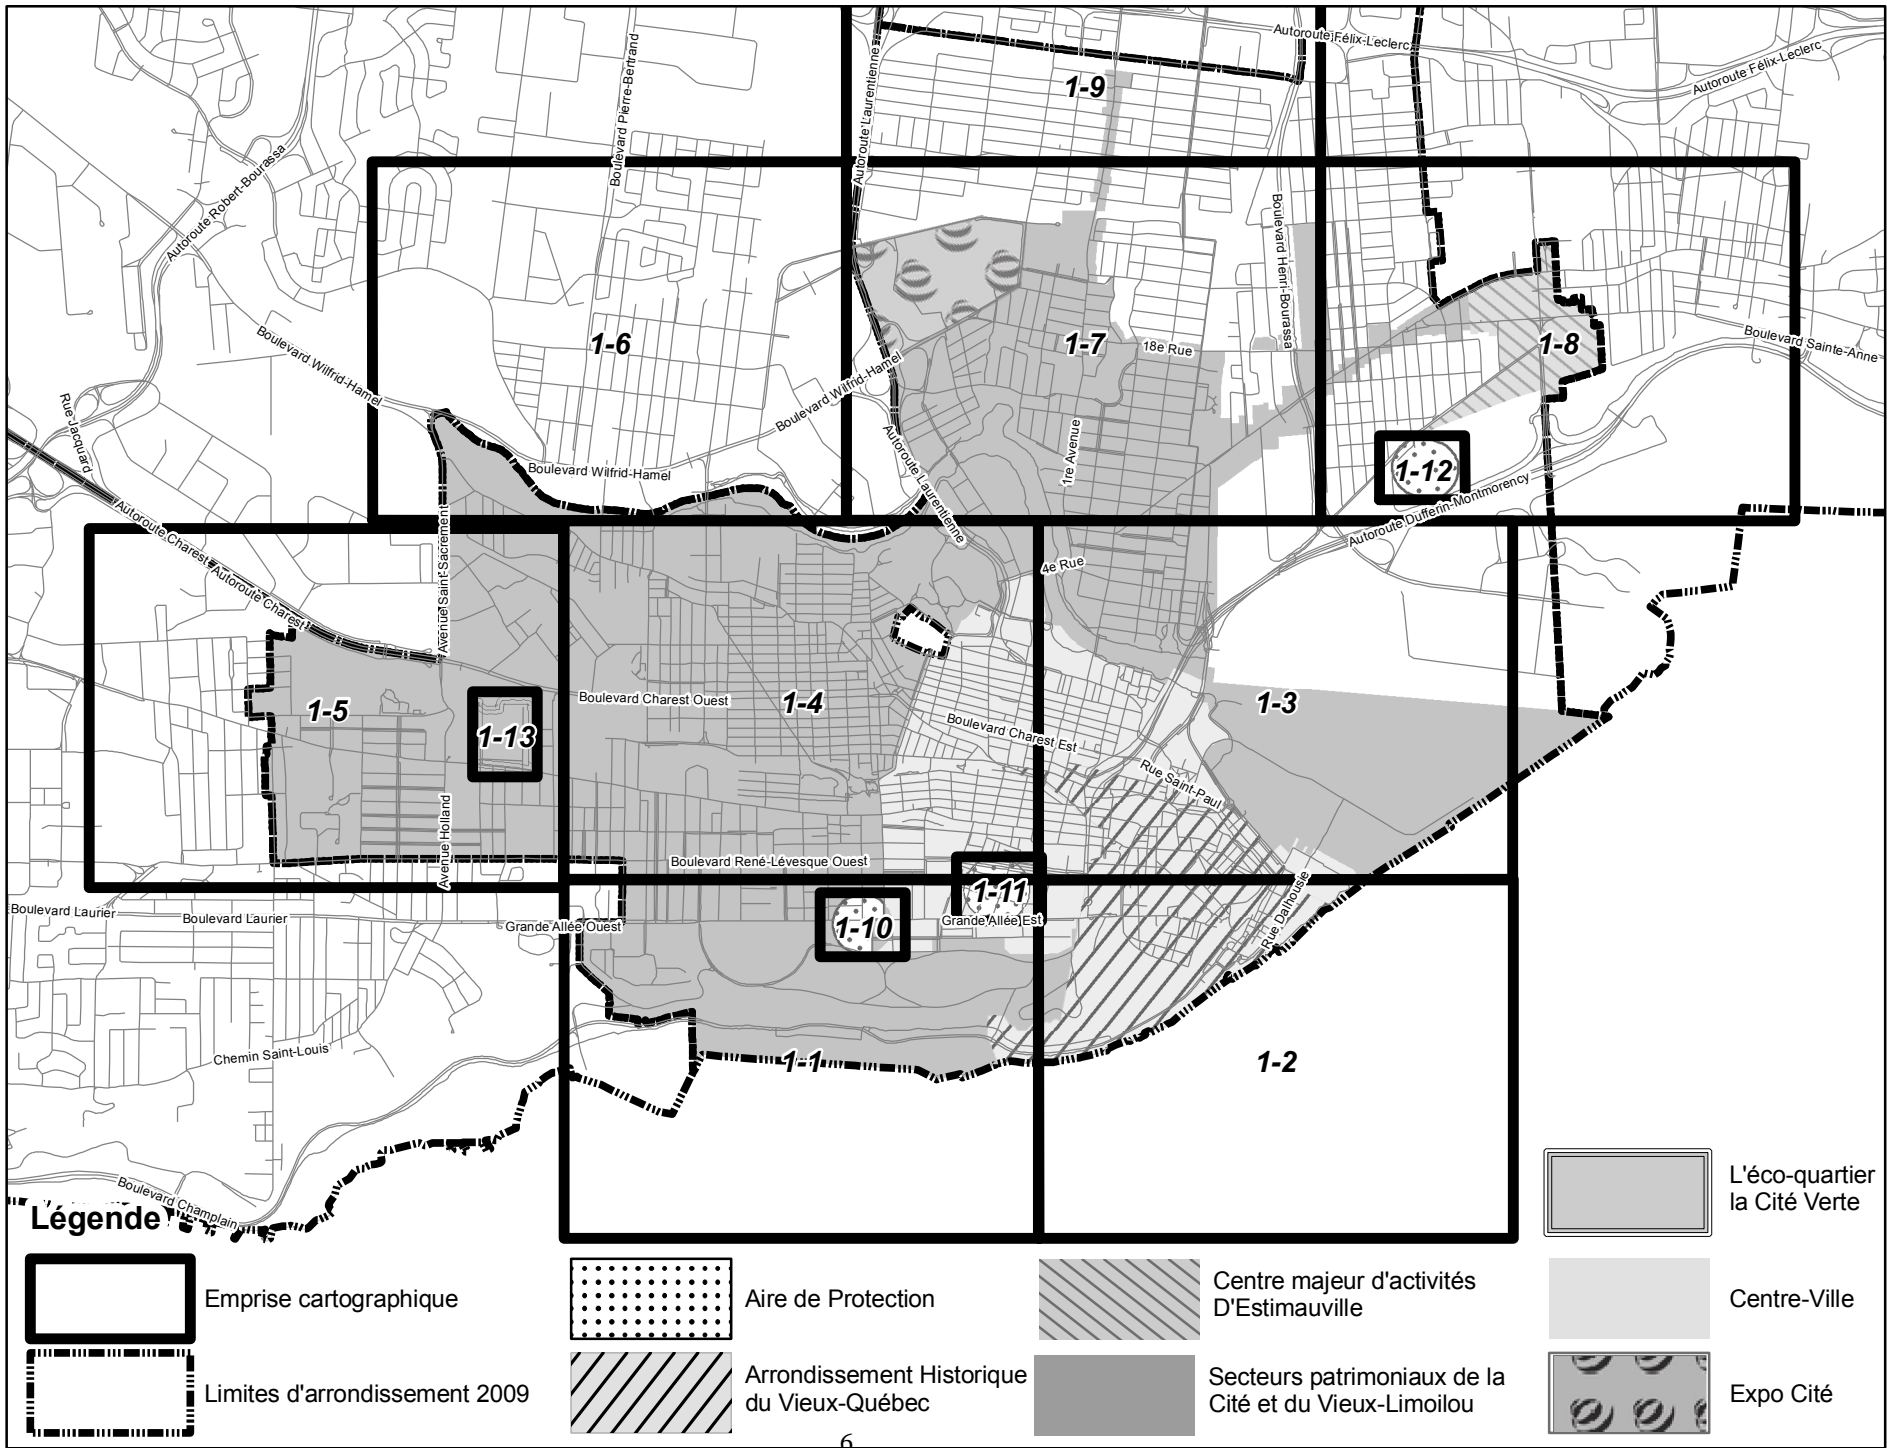 Autoroute Félix-Leclerc
Autoroute Félix-Leclerc
Boulevard Pierre-Bertrand
Autoroute Laurentienne
1-9
Autoroute Robert-Bourassa
Boulevard Henri-Bourassa
Boulevard Wilfrid-Hamel
1-6
1-7
18e Rue
1-8
Boulevard Sainte-Anne
Boulevard Wilfrid-Hamel
Rue Jacquard
Boulevard Wilfrid-Hamel
Autoroute Laurentienne
1re Avenue
1-12
Autoroute Dufferin-Montmorency
Autoroute Charest
Autoroute Charest
Avenue Saint-Sacrement
4e Rue
1-5
1-13
Boulevard Charest Ouest
1-4
1-3
Boulevard Charest Est
Rue Saint-Paul
Avenue Holland
Boulevard René-Lévesque Ouest
1-11
1-10
Grande Allée Est
Rue Dalhousie
Boulevard Laurier
Boulevard Laurier
Grande Allée Ouest
Chemin Saint-Louis
1-1
1-2
Boulevard Champlain
Légende
L'éco-quartier
la Cité Verte
Emprise cartographique
Aire de Protection
Centre majeur d'activités
D'Estimauville
Centre-Ville
Limites d'arrondissement 2009
Arrondissement Historique
du Vieux-Québec
Secteurs patrimoniaux de la
Cité et du Vieux-Limoilou
Expo Cité
6